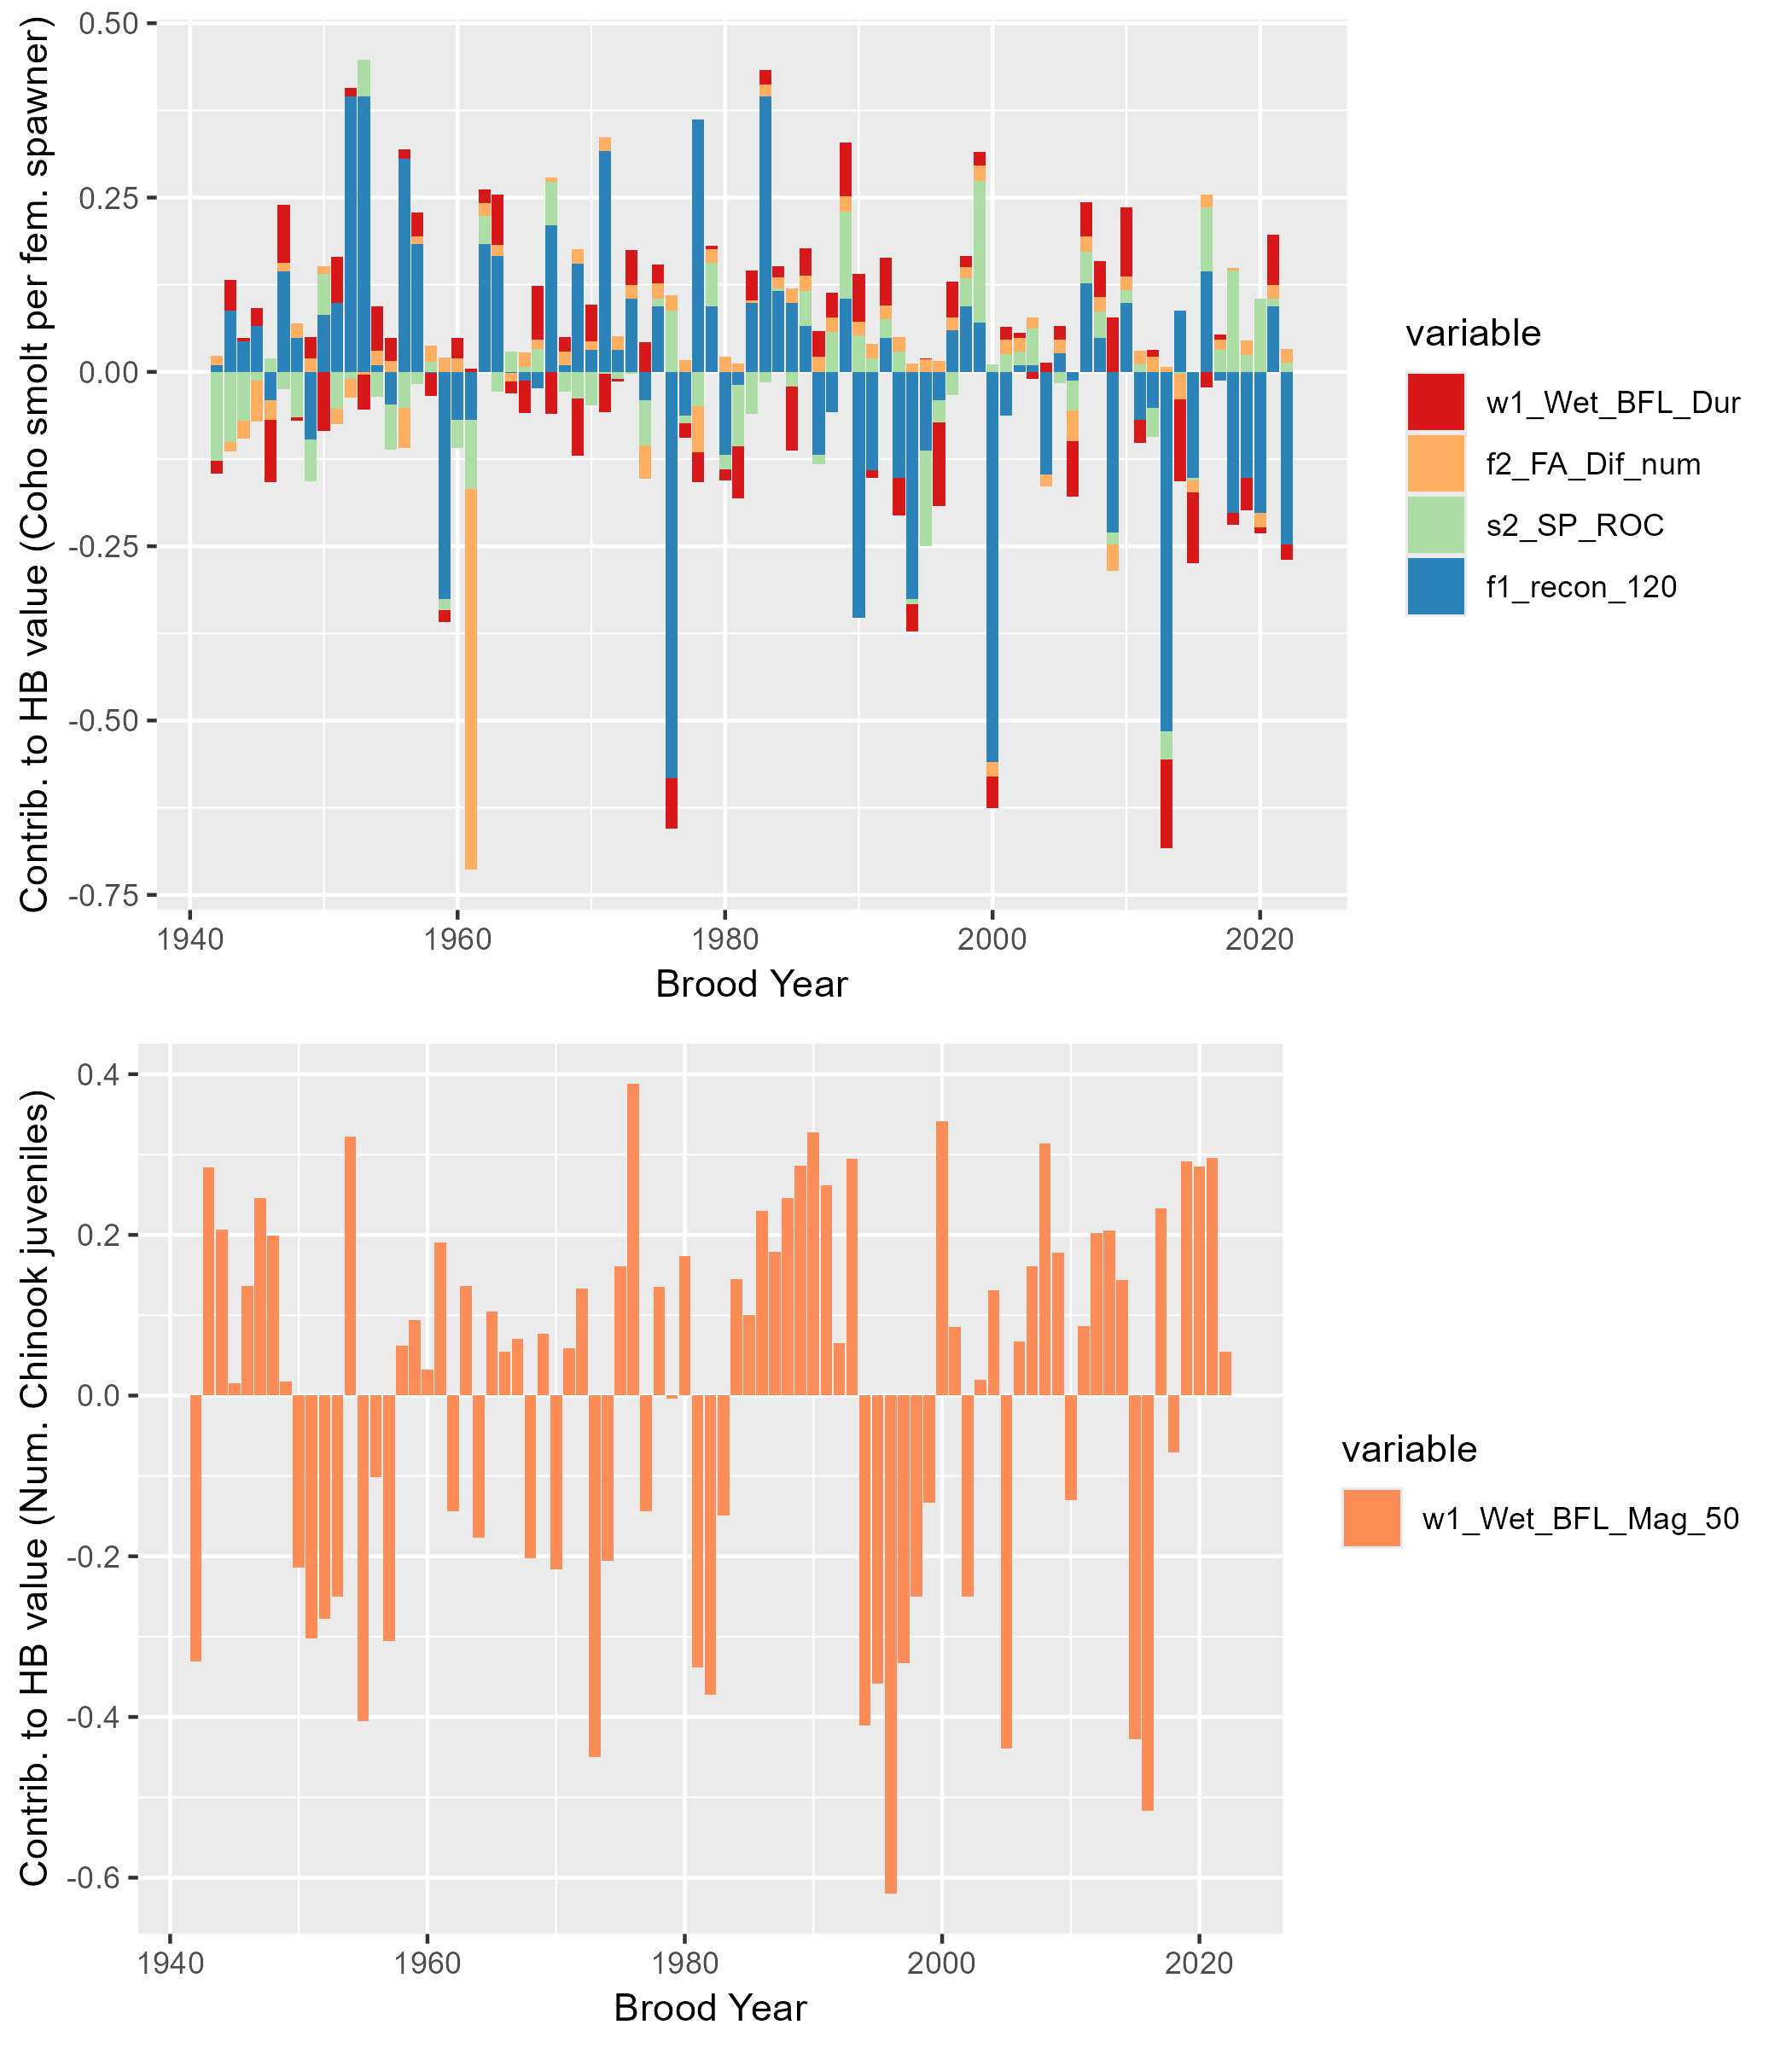 Contrib. to HB value (Coho smolt per fem. spawner)
0.50
0.25
0.00
-0.25
-0.50
-0.75
1940 1960 1980 2000 2020
Brood Year
variable
w1_Wet_BFL_Dur
f2_FA_Dif_num
s2_SP_ROC
f1_recon_120
Contrib. to HB value (Num. Chinook juveniles)
0.4
0.2
0.0
-0.2
-0.4
-0.6
1940 1960 1980 2000 2020
Brood Year
variable
w1_Wet_BFL_Mag_50